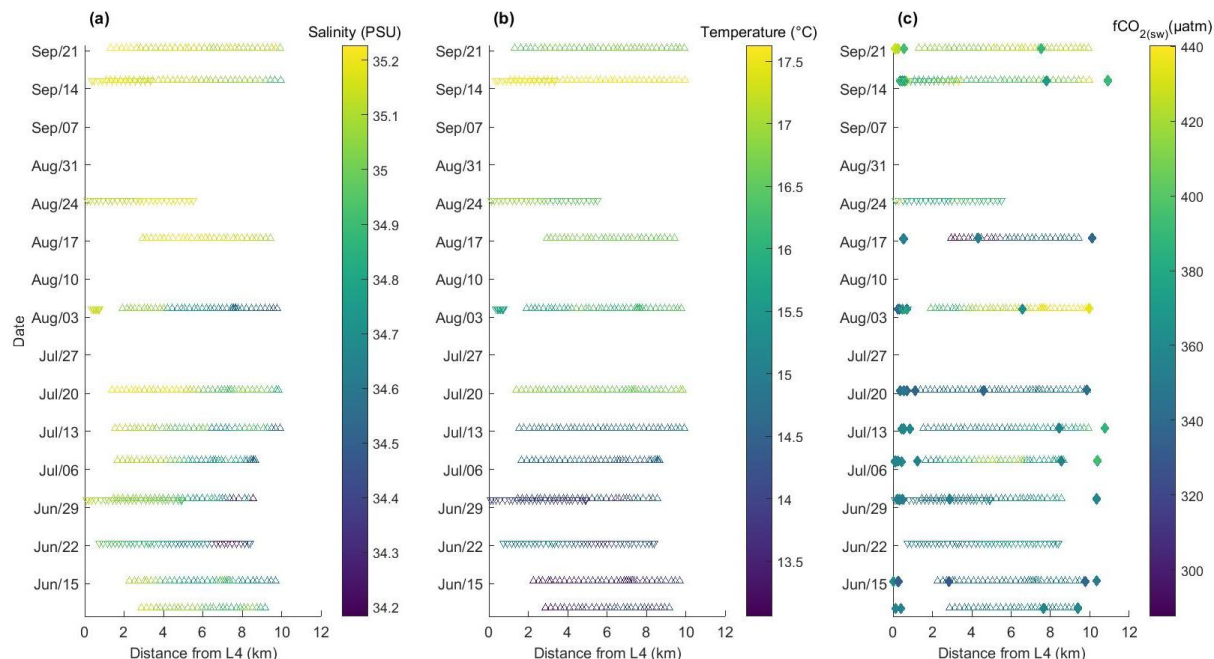 (a)
Salinity (PSU)
Date
Sep/21
Sep/14
Sep/07
Aug/31
Aug/24
Aug/17
Aug/10
Aug/03
Jul/27
Jul/20
Jul/13
Jul/06
Jun/29
Jun/22
Jun/15
0 2 4 6 8 10 12
Distance from L4 (km)
35.2
35.1
35
34.9
34.8
34.7
34.6
34.5
34.4
34.3
34.2
(b)
Temperature (°C)
Sep/21
Sep/14
Sep/07
Aug/31
Aug/24
Aug/17
Aug/10
Aug/03
Jul/27
Jul/20
Jul/13
Jul/06
Jun/29
Jun/22
Jun/15
0 2 4 6 8 10 12
Distance from L4 (km)
17.5
17
16.5
16
15.5
15
14.5
14
13.5
(c)
fCO2(sw)(µatm)
Sep/21
Sep/14
Sep/07
Aug/31
Aug/24
Aug/17
Aug/10
Aug/03
Jul/27
Jul/20
Jul/13
Jul/06
Jun/29
Jun/22
Jun/15
0 2 4 6 8 10 12
Distance from L4 (km)
440
420
400
380
360
340
320
300